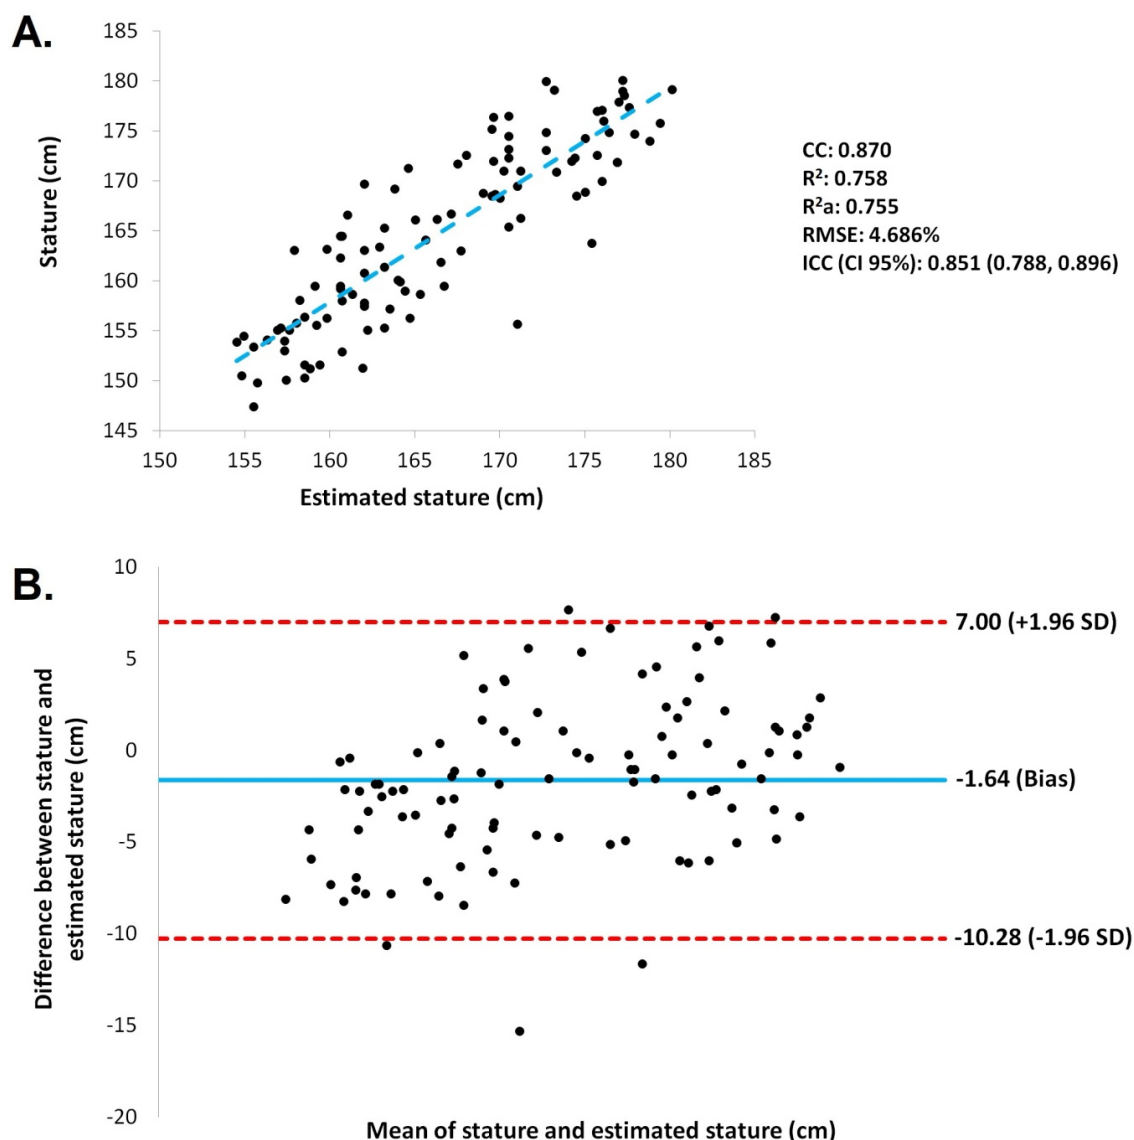 A.
185
180
175
170
165
160
155
150
145
Stature (cm)
150 155 160 165 170 175 180 185
Estimated stature (cm)
CC: 0.870
R²: 0.758
R²a: 0.755
RMSE: 4.686%
ICC (CI 95%): 0.851 (0.788, 0.896)
B.
10
5
0
-5
-10
-15
-20
Difference between stature and
estimated stature (cm)
7.00 (+1.96 SD)
-1.64 (Bias)
-10.28 (-1.96 SD)
Mean of stature and estimated stature (cm)